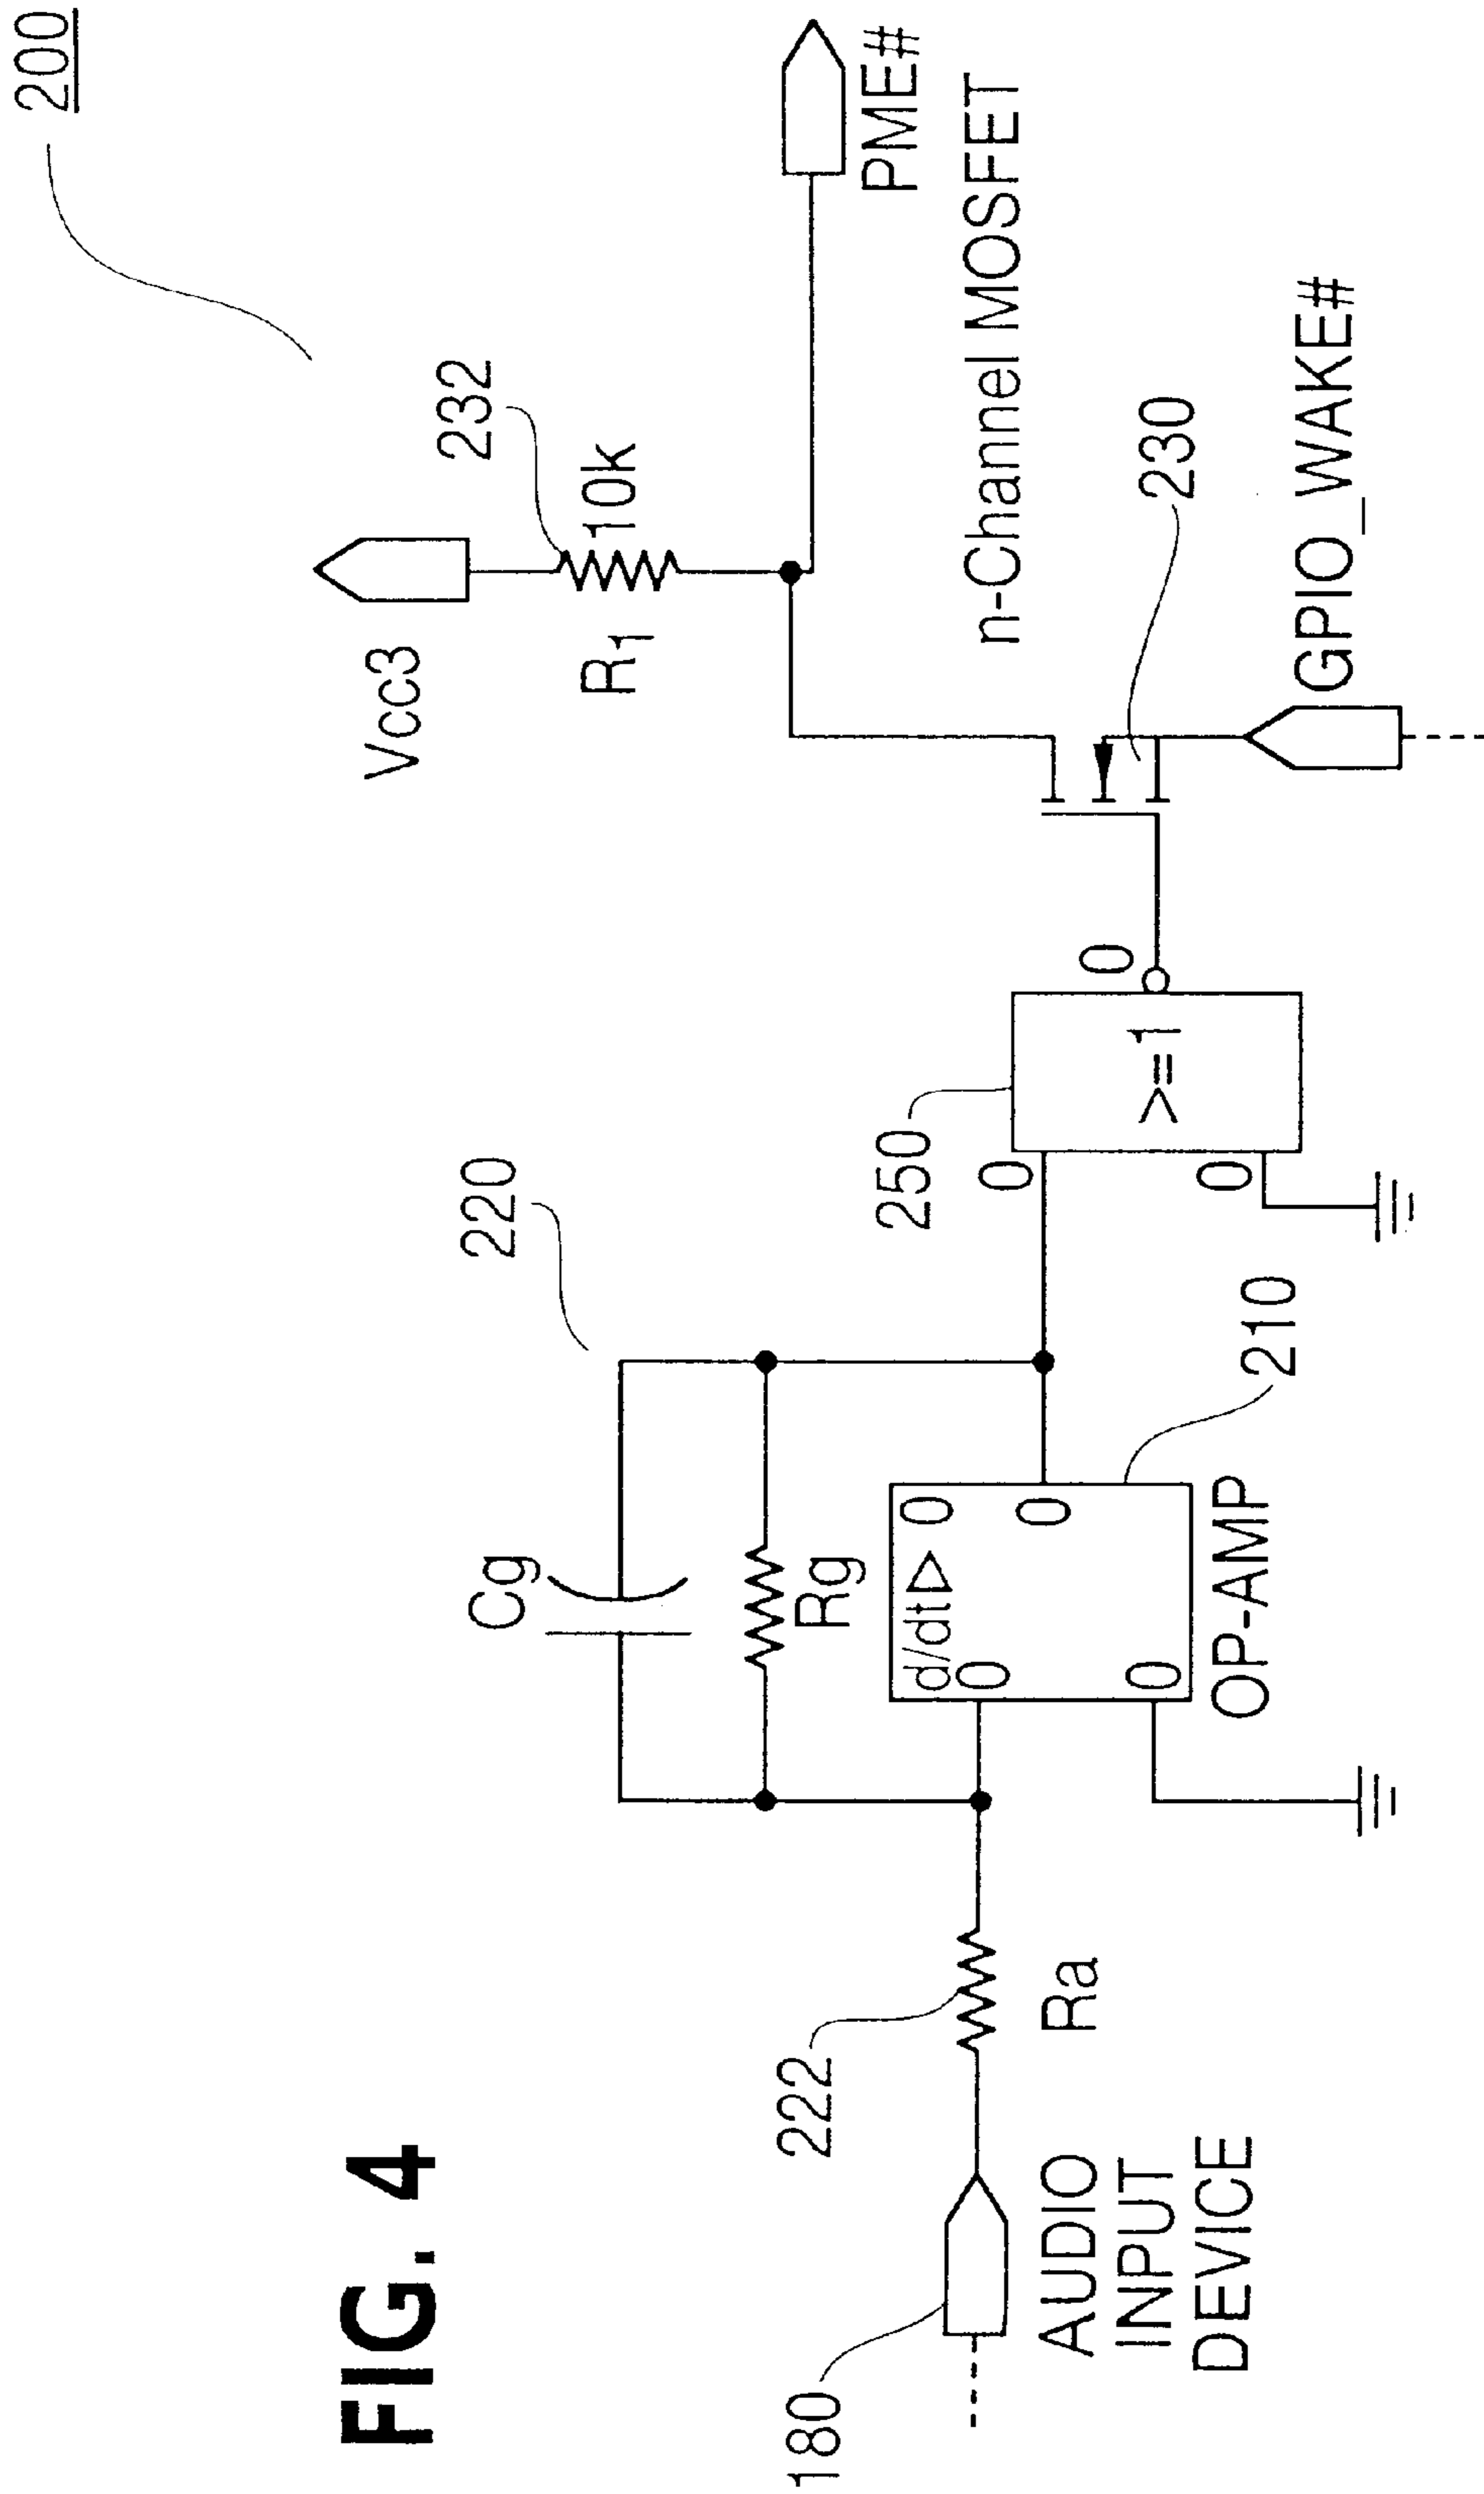 FIG. 4
200
Vcc3
232
R1 10k
PME#
n-Channel MOSFET
230
GPIO_WAKE#
220
Cg
Rg
250
0
0
>=1
0
d/dt▷ 0
0
0
0
210
OP-AMP
222
Ra
180
AUDIO
INPUT
DEVICE